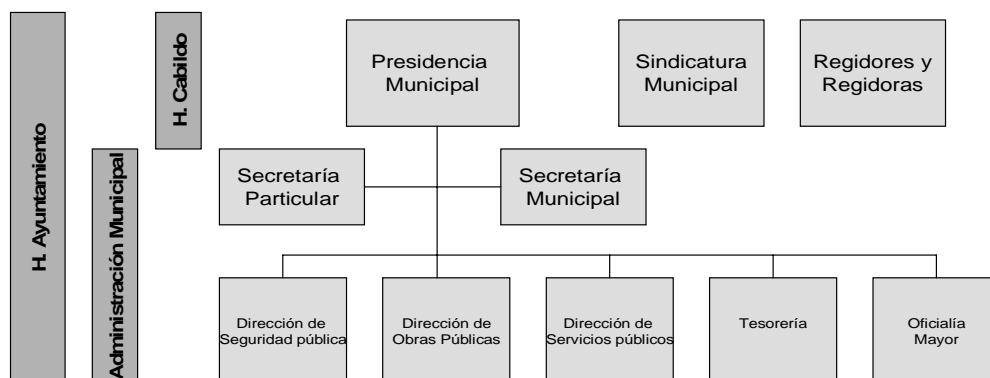 H. Ayuntamiento
Administración Municipal
H. Cabildo
Presidencia
Municipal
Sindicatura
Municipal
Regidores y
Regidoras
Secretaría
Particular
Secretaría
Municipal
Dirección de
Seguridad pública
Dirección de
Obras Públicas
Dirección de
Servicios públicos
Tesorería
Oficialía
Mayor